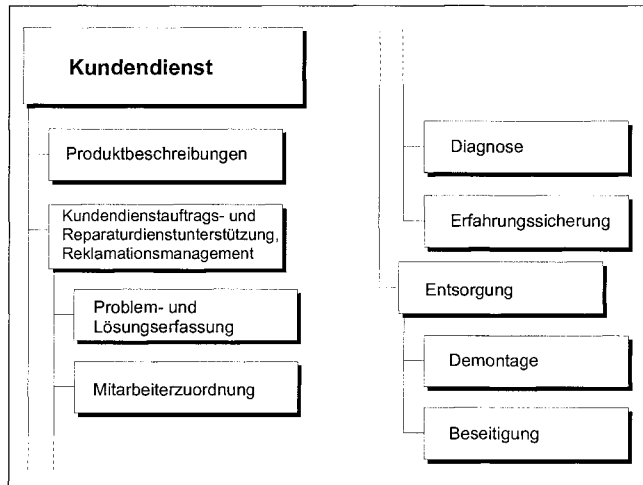 Kundendienst
Produktbeschreibungen
Kundendienstauftrags- und
Reparaturdienstunterstützung,
Reklamationsmanagement
Problem- und
Lösungserfassung
Mitarbeiterzuordnung
Diagnose
Erfahrungssicherung
Entsorgung
Demontage
Beseitigung